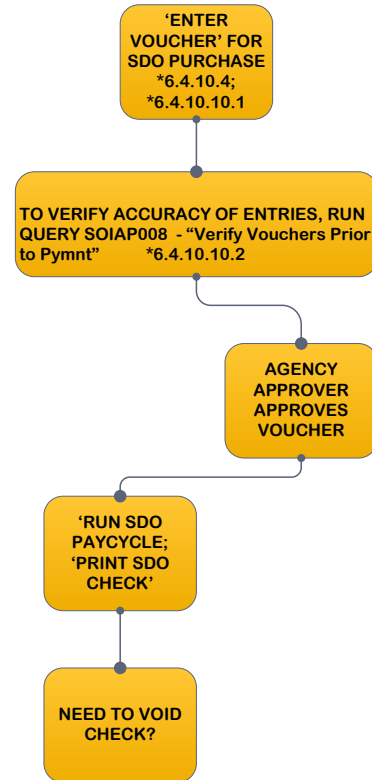 ‘ENTER
VOUCHER’ FOR
SDO PURCHASE
*6.4.10.4;
*6.4.10.10.1
TO VERIFY ACCURACY OF ENTRIES, RUN
QUERY SOIAP008 - “Verify Vouchers Prior
to Pymnt” *6.4.10.10.2
AGENCY
APPROVER
APPROVES
VOUCHER
‘RUN SDO
PAYCYCLE;
‘PRINT SDO
CHECK’
NEED TO VOID
CHECK?